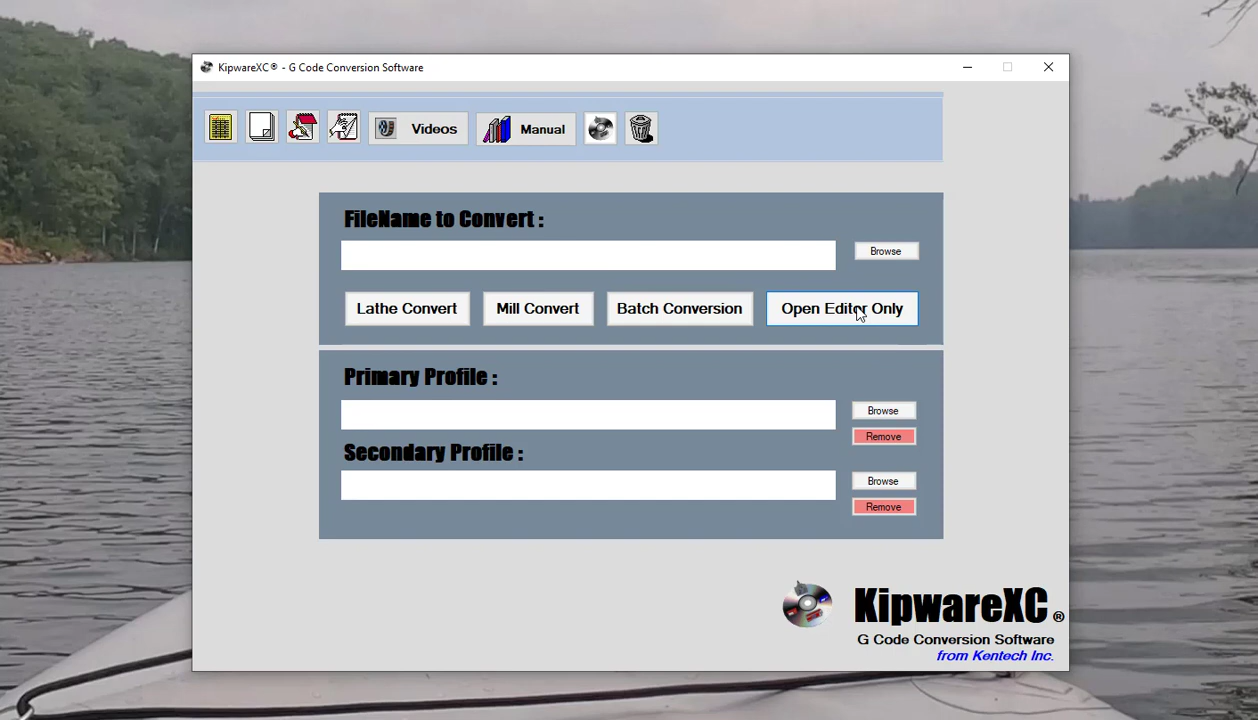 KipwareXC® - G Code Conversion Software
Videos
Manual
FileName to Convert :
Browse
Lathe Convert
Mill Convert
Batch Conversion
Open Editor Only
Primary Profile :
Browse
Remove
Secondary Profile :
Browse
Remove
KipwareXC®
G Code Conversion Software
from Kentech Inc.